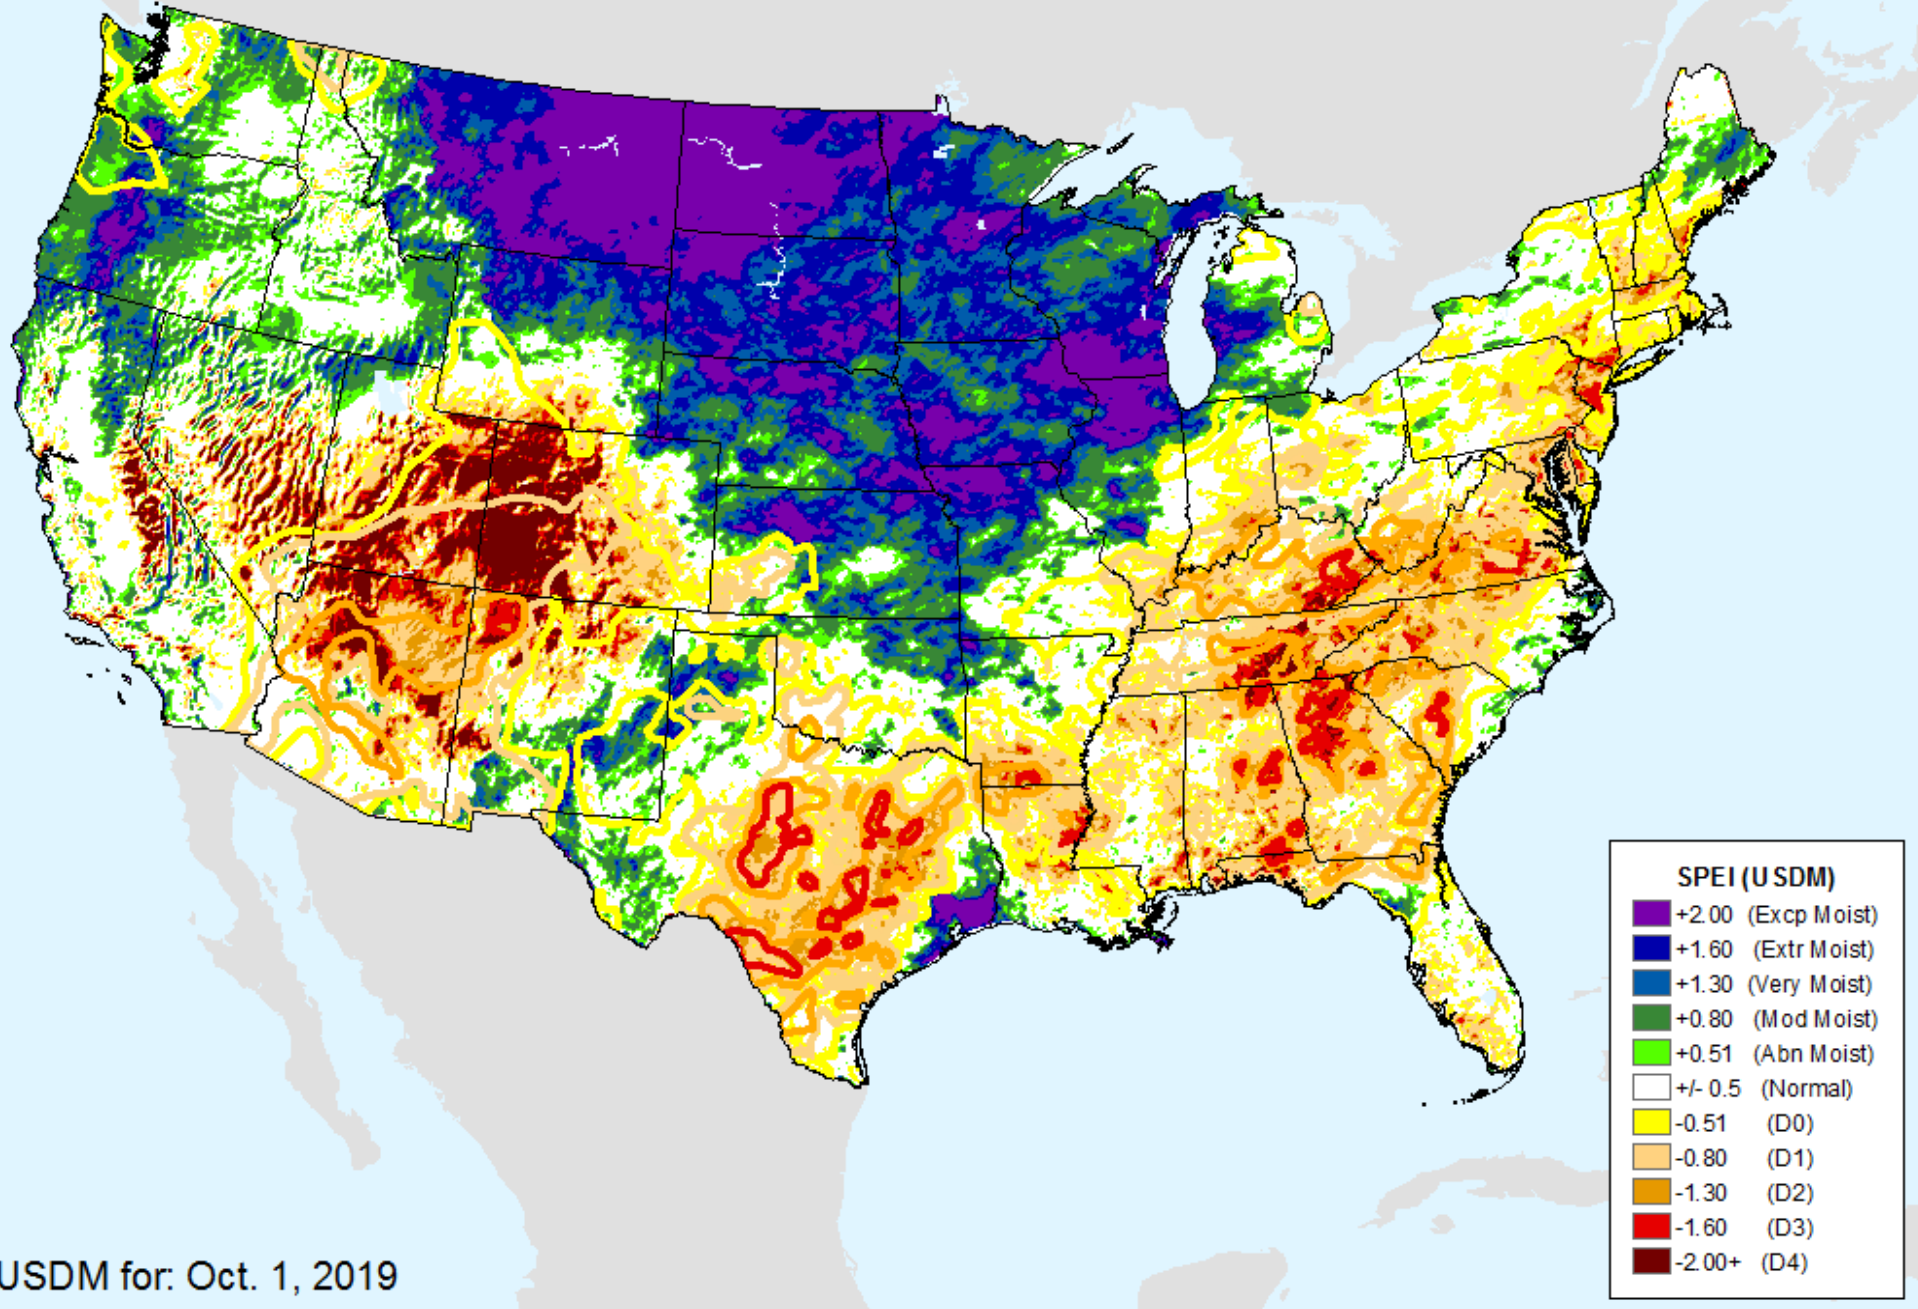 SPEI (USDM)
+2.00 (Excp Moist)
+1.60 (Extr Moist)
+1.30 (Very Moist)
+0.80 (Mod Moist)
+0.51 (Abn Moist)
+/- 0.5 (Normal)
-0.51 (D0)
-0.80 (D1)
-1.30 (D2)
-1.60 (D3)
-2.00+ (D4)
USDM for: Oct. 1, 2019